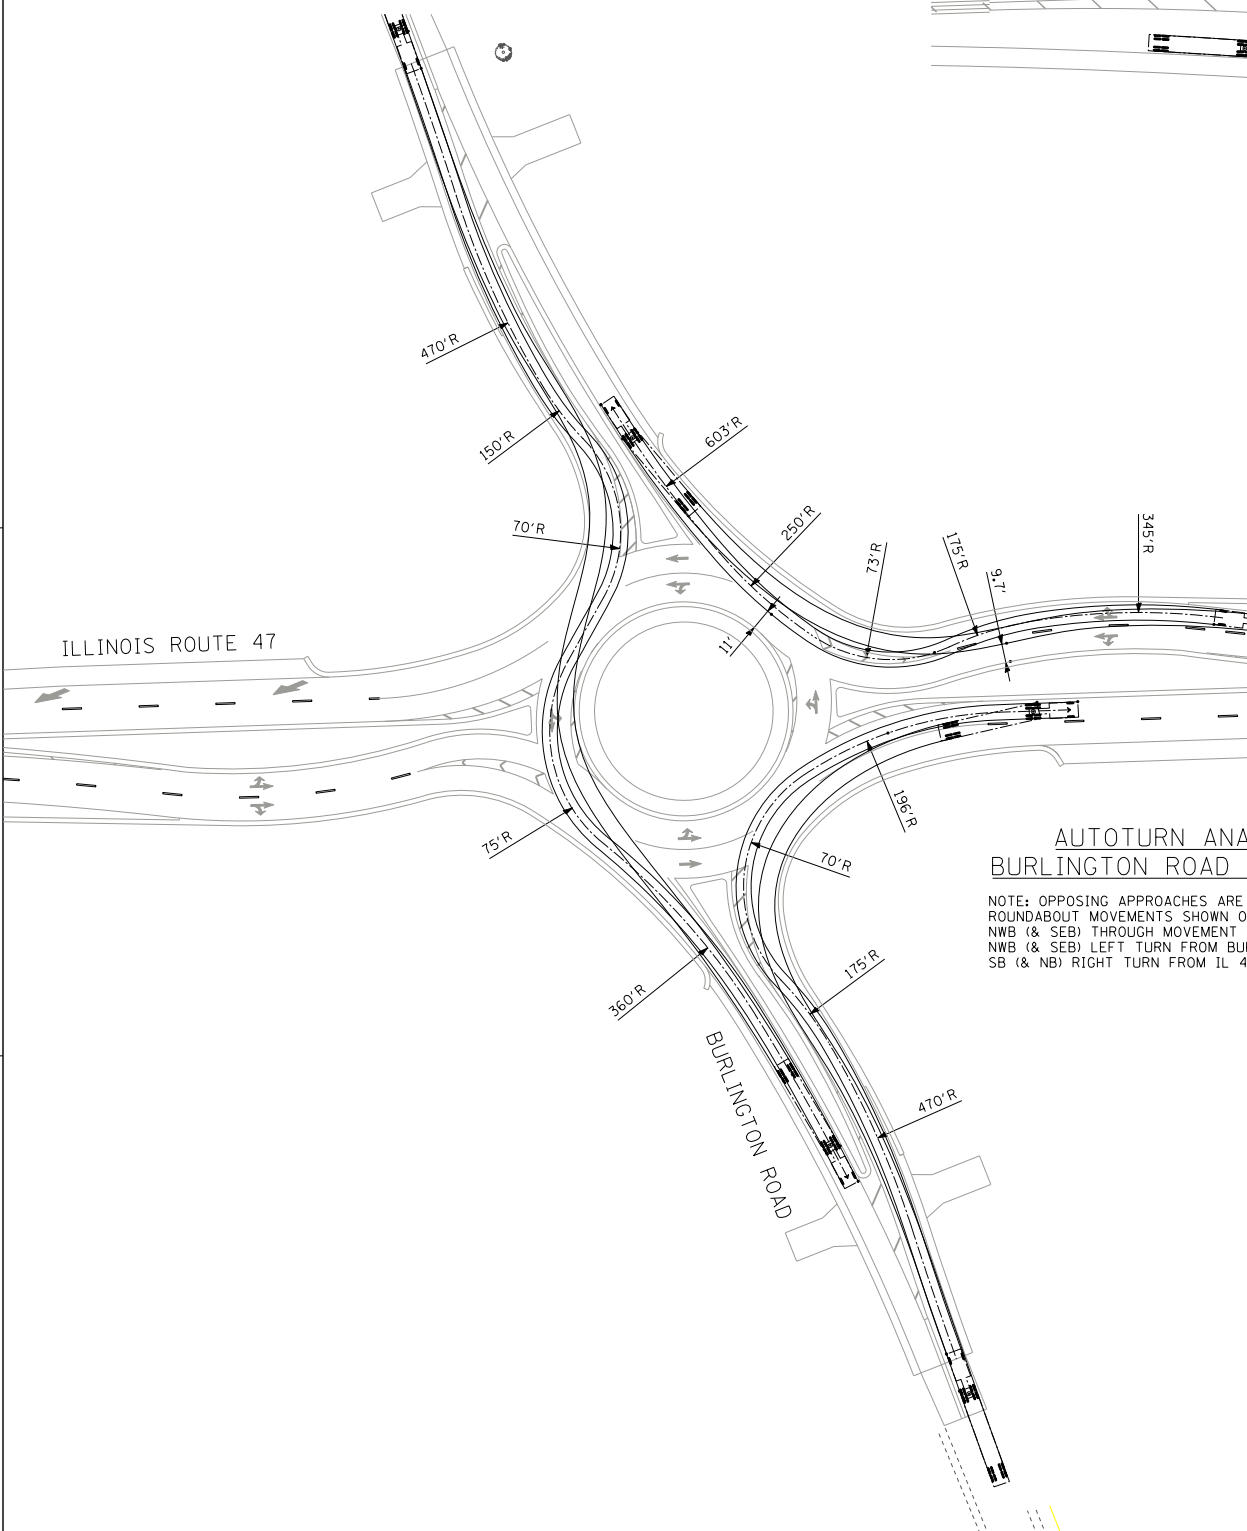 470'R
150'R
603'R
70'R
250'R
73'R
175'R
9.7'
345'R
ILLINOIS ROUTE 47
11'
75'R
196'R
70'R
AUTOTURN ANA
BURLINGTON ROAD
NOTE: OPPOSING APPROACHES ARE
ROUNDABOUT MOVEMENTS SHOWN O
NWB (& SEB) THROUGH MOVEMENT
NWB (& SEB) LEFT TURN FROM BU
SB (& NB) RIGHT TURN FROM IL 4
360'R
175'R
BURLINGTON ROAD
470'R